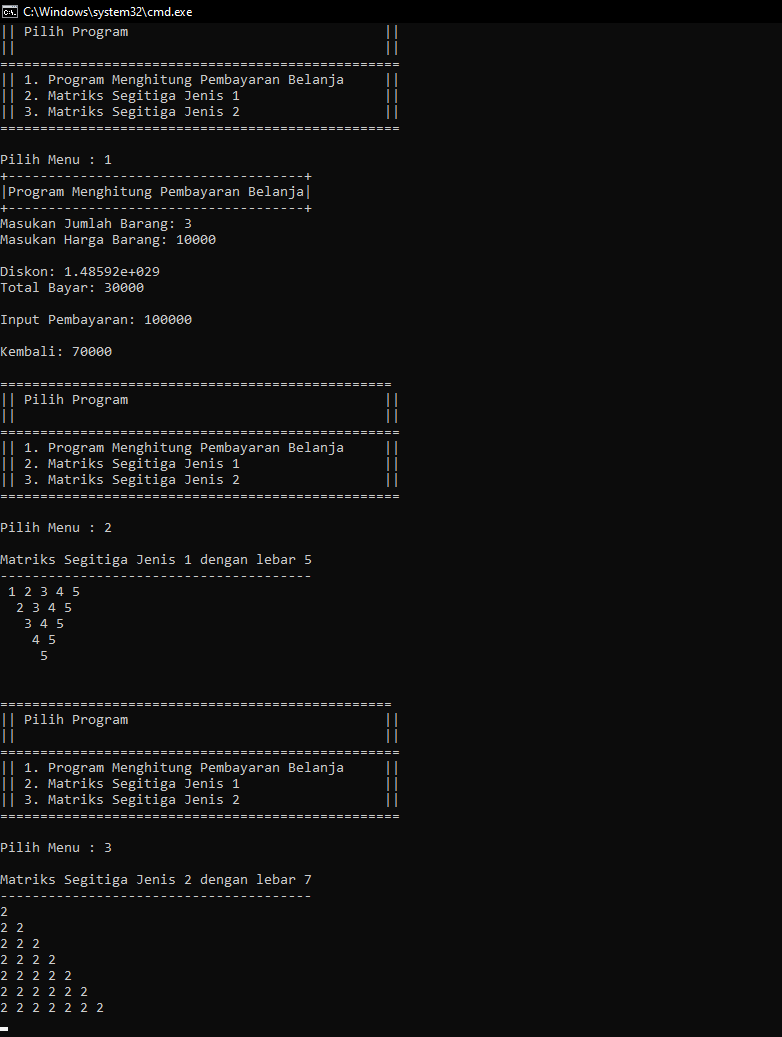 C:\Windows\system32\cmd.exe
|| Pilih Program                                ||
||                                              ||
==================================================
|| 1. Program Menghitung Pembayaran Belanja     ||
|| 2. Matriks Segitiga Jenis 1                  ||
|| 3. Matriks Segitiga Jenis 2                  ||
==================================================
Pilih Menu : 1
+-------------------------------------+
|Program Menghitung Pembayaran Belanja|
+-------------------------------------+
Masukan Jumlah Barang: 3
Masukan Harga Barang: 10000
Diskon: 1.48592e+029
Total Bayar: 30000
Input Pembayaran: 100000
Kembali: 70000
=================================================
|| Pilih Program                                ||
||                                              ||
==================================================
|| 1. Program Menghitung Pembayaran Belanja     ||
|| 2. Matriks Segitiga Jenis 1                  ||
|| 3. Matriks Segitiga Jenis 2                  ||
==================================================
Pilih Menu : 2
Matriks Segitiga Jenis 1 dengan lebar 5
---------------------------------------
 1 2 3 4 5
  2 3 4 5
   3 4 5
    4 5
     5
=================================================
|| Pilih Program                                ||
||                                              ||
==================================================
|| 1. Program Menghitung Pembayaran Belanja     ||
|| 2. Matriks Segitiga Jenis 1                  ||
|| 3. Matriks Segitiga Jenis 2                  ||
==================================================
Pilih Menu : 3
Matriks Segitiga Jenis 2 dengan lebar 7
---------------------------------------
2
2 2
2 2 2
2 2 2 2
2 2 2 2 2
2 2 2 2 2 2
2 2 2 2 2 2 2